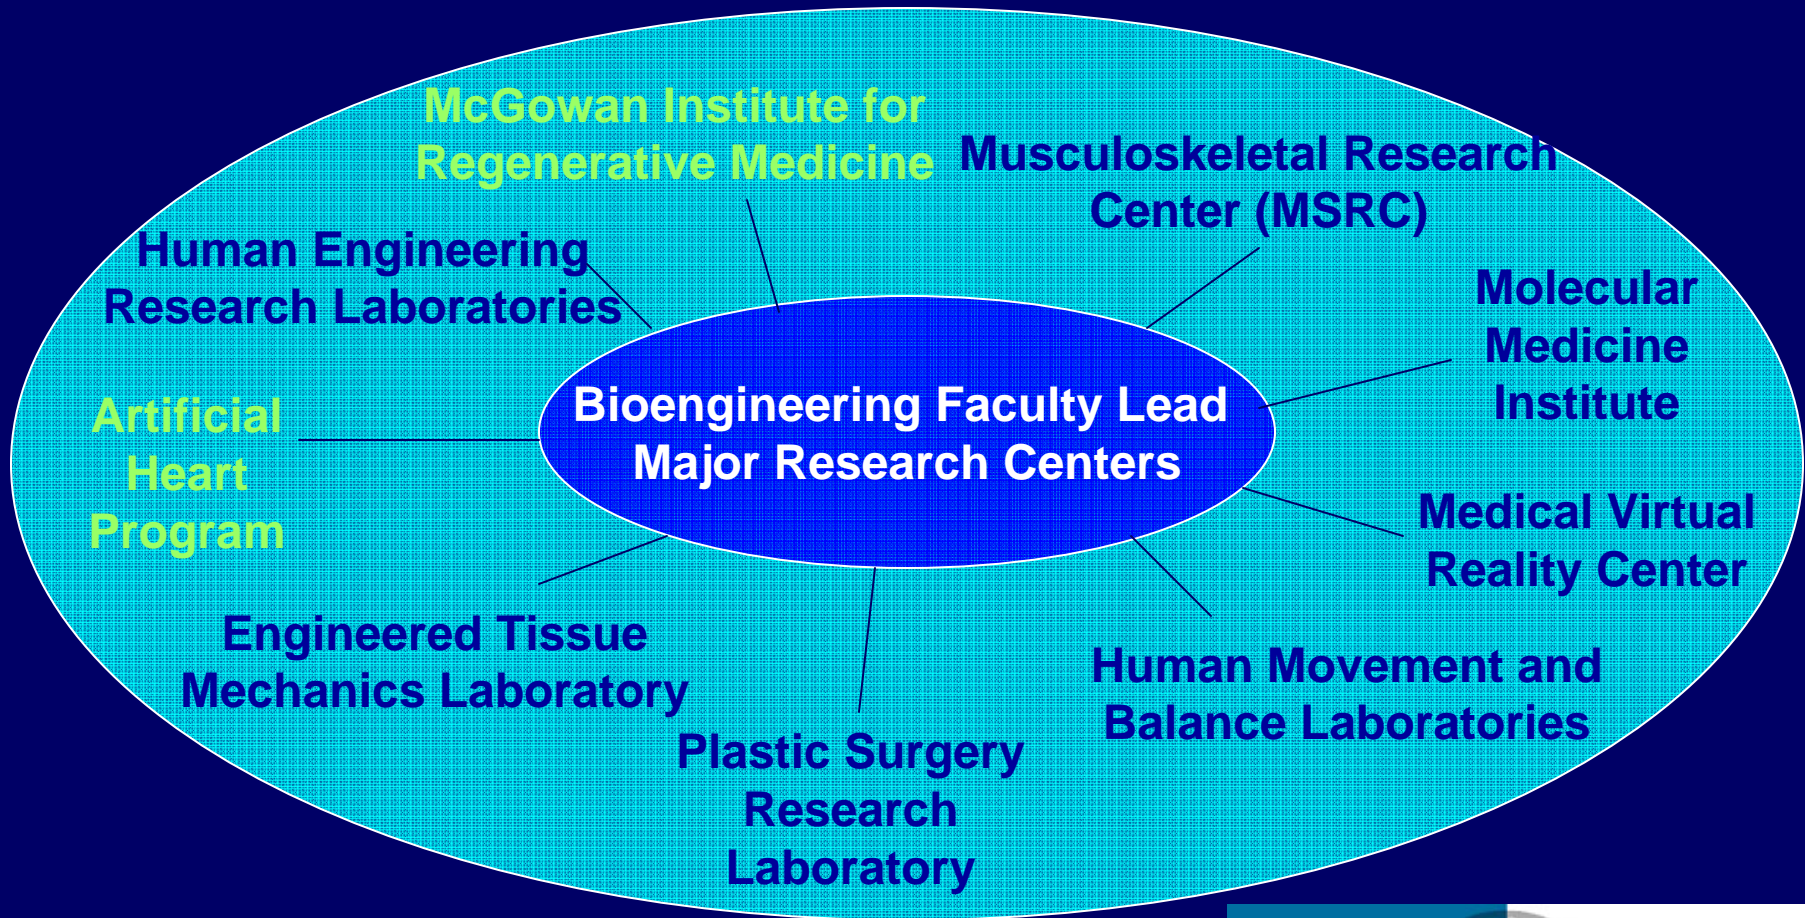 McGowan Institute for
Regenerative Medicine
Musculoskeletal Research
Center (MSRC)
Human Engineering
Research Laboratories
Molecular
Medicine
Institute
Bioengineering Faculty Lead
Major Research Centers
Artificial
Heart
Program
Medical Virtual
Reality Center
Engineered Tissue
Mechanics Laboratory
Human Movement and
Balance Laboratories
Plastic Surgery
Research
Laboratory